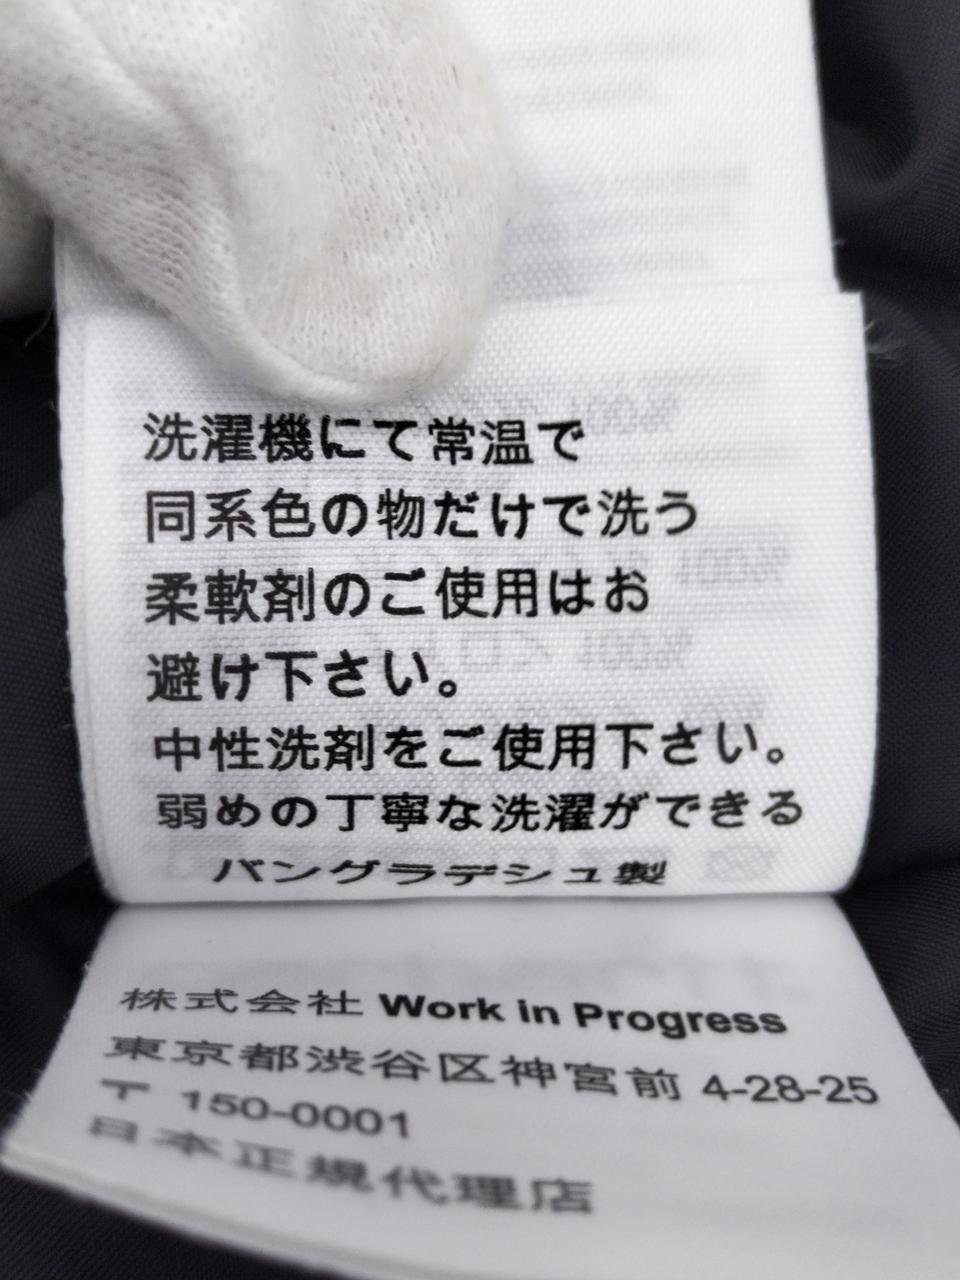 洗濯機にて常温で
同系色の物だけで洗う
柔軟剤のご使用はお
避け下さい。
中性洗剤をご使用下さい。
弱めの丁寧な洗濯ができる
バングラデシュ製
株式会社 Work in Progress
東京都渋谷区神宮前 4-28-25
〒 150-0001
日本正規代理店